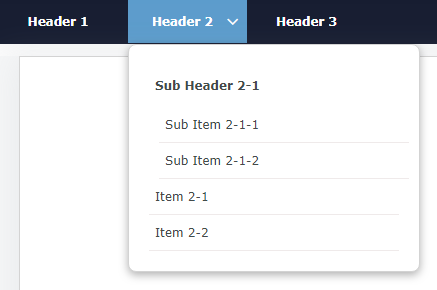 Header 1 Header 2 Header 3
Sub Header 2-1
Sub Item 2-1-1
Sub Item 2-1-2
Item 2-1
Item 2-2